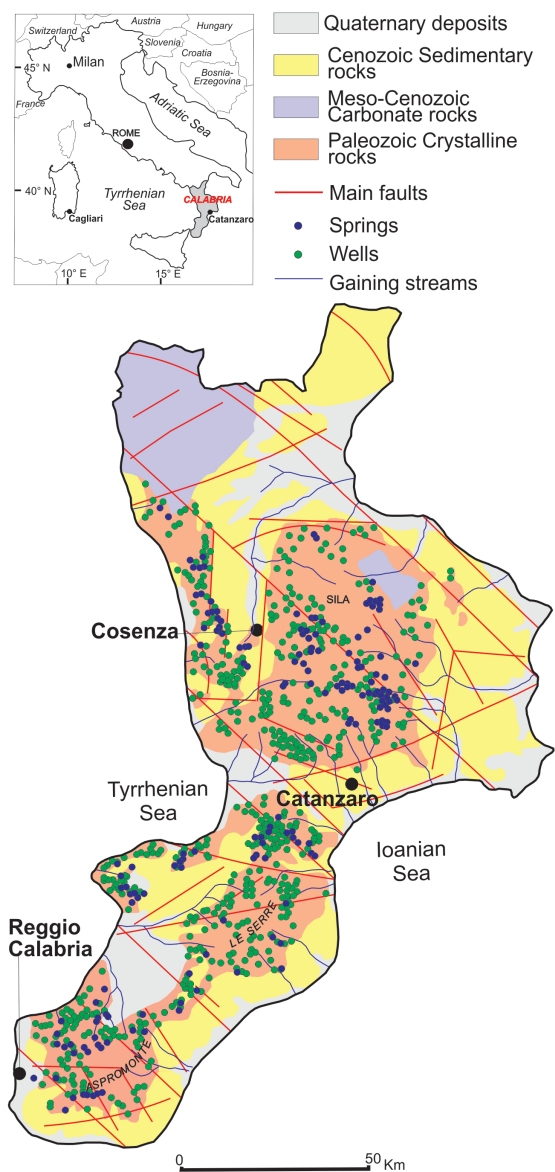 Austria
Hungary
Switzerland
Slovenia
Croatia
45° N
Milan
Bosnia-
Erzegovina
France
Adriatic Sea
ROME
40° N
Tyrrhenian
Sea
CALABRIA
Cagliari
Catanzaro
10° E
15° E
Quaternary deposits
Cenozoic Sedimentary
rocks
Meso-Cenozoic
Carbonate rocks
Paleozoic Crystalline
rocks
Main faults
Springs
Wells
Gaining streams
SILA
Cosenza
Tyrrhenian
Sea
Catanzaro
Ioanian
Sea
LE SERRE
Reggio
Calabria
ASPROMONTE
0
50 Km